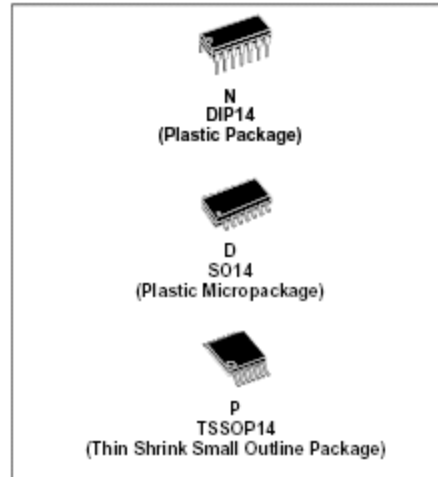 N
DIP14
(Plastic Package)
D
SO14
(Plastic Micropackage)
P
TSSOP14
(Thin Shrink Small Outline Package)